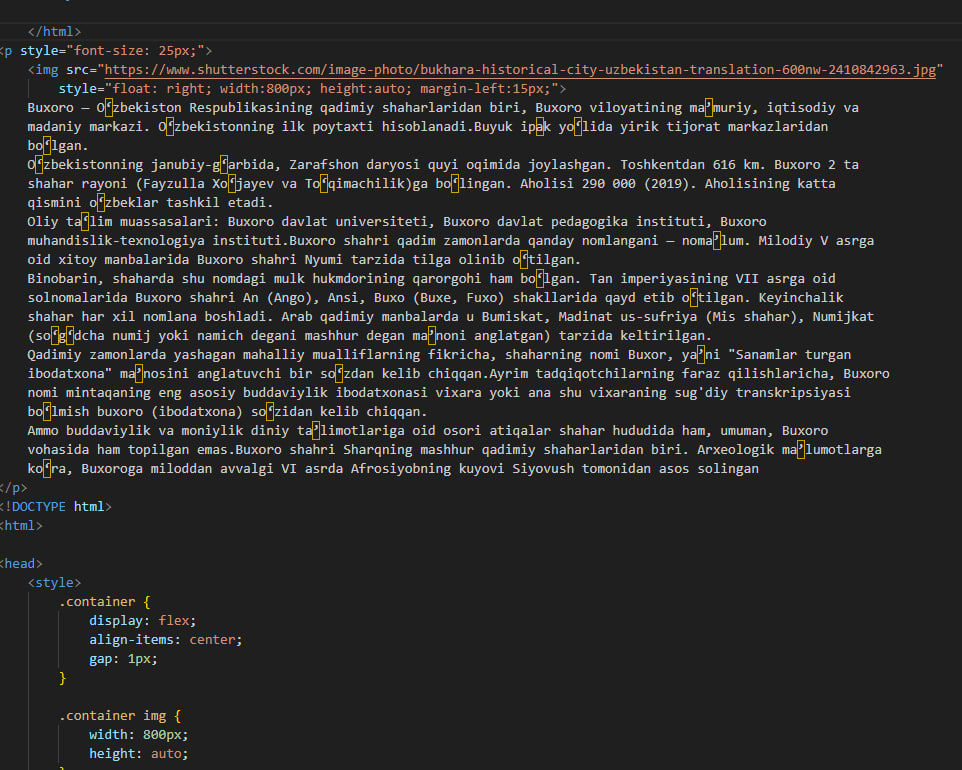 </html>
<p style="font-size: 25px;">
<img src="https://www.shutterstock.com/image-photo/bukhara-historical-city-uzbekistan-translation-600nw-2410842963.jpg"
style="float: right; width:800px; height:auto; margin-left:15px;">
Buxoro — Oʻzbekiston Respublikasining qadimiy shaharlaridan biri, Buxoro viloyatining maʼmuriy, iqtisodiy va
madaniy markazi. Oʻzbekistonning ilk poytaxti hisoblanadi.Buyuk ipak yoʻlida yirik tijorat markazlaridan
boʻlgan.
Oʻzbekistonning janubiy-gʻarbida, Zarafshon daryosi quyi oqimida joylashgan. Toshkentdan 616 km. Buxoro 2 ta
shahar rayoni (Fayzulla Xoʻjayev va Toʻqimachilik)ga boʻlingan. Aholisi 290 000 (2019). Aholisining katta
qismini oʻzbeklar tashkil etadi.
Oliy taʻlim muassasalari: Buxoro davlat universiteti, Buxoro davlat pedagogika instituti, Buxoro
muhandislik-texnologiya instituti.Buxoro shahri qadim zamonlarda qanday nomlangani — nomaʼlum. Milodiy V asrga
oid xitoy manbalarida Buxoro shahri Nyumi tarzida tilga olinib oʻtilgan.
Binobarin, shaharda shu nomdagi mulk hukmdorining qarorgohi ham boʻlgan. Tan imperiyasining VII asrga oid
solnomalarida Buxoro shahri An (Ango), Ansi, Buxo (Buxe, Fuxo) shakllarida qayd etib oʻtilgan. Keyinchalik
shahar har xil nomlana boshladi. Arab qadimiy manbalarda u Bumiskat, Madinat us-sufriya (Mis shahar), Numijkat
(soʻgʻdcha numij yoki namich degani mashhur degan maʼnoni anglatgan) tarzida keltirilgan.
Qadimiy zamonlarda yashagan mahalliy mualliflarning fikricha, shaharning nomi Buxor, yaʼni "Sanamlar turgan
ibodatxona" maʼnosini anglatuvchi bir soʻzdan kelib chiqqan.Ayrim tadqiqotchilarning faraz qilishlaricha, Buxoro
nomi mintaqaning eng asosiy buddaviylik ibodatxonasi vixara yoki ana shu vixaraning sug'diy transkripsiyasi
boʻlmish buxoro (ibodatxona) soʻzidan kelib chiqqan.
Ammo buddaviylik va moniylik diniy taʼlimotlariga oid osori atiqalar shahar hududida ham, umuman, Buxoro
vohasida ham topilgan emas.Buxoro shahri Sharqning mashhur qadimiy shaharlaridan biri. Arxeologik maʼlumotlarga
koʻra, Buxoroga miloddan avvalgi VI asrda Afrosiyobning kuyovi Siyovush tomonidan asos solingan
</p>
<!DOCTYPE html>
<html>
<head>
<style>
.container {
display: flex;
align-items: center;
gap: 1px;
}
.container img {
width: 800px;
height: auto;